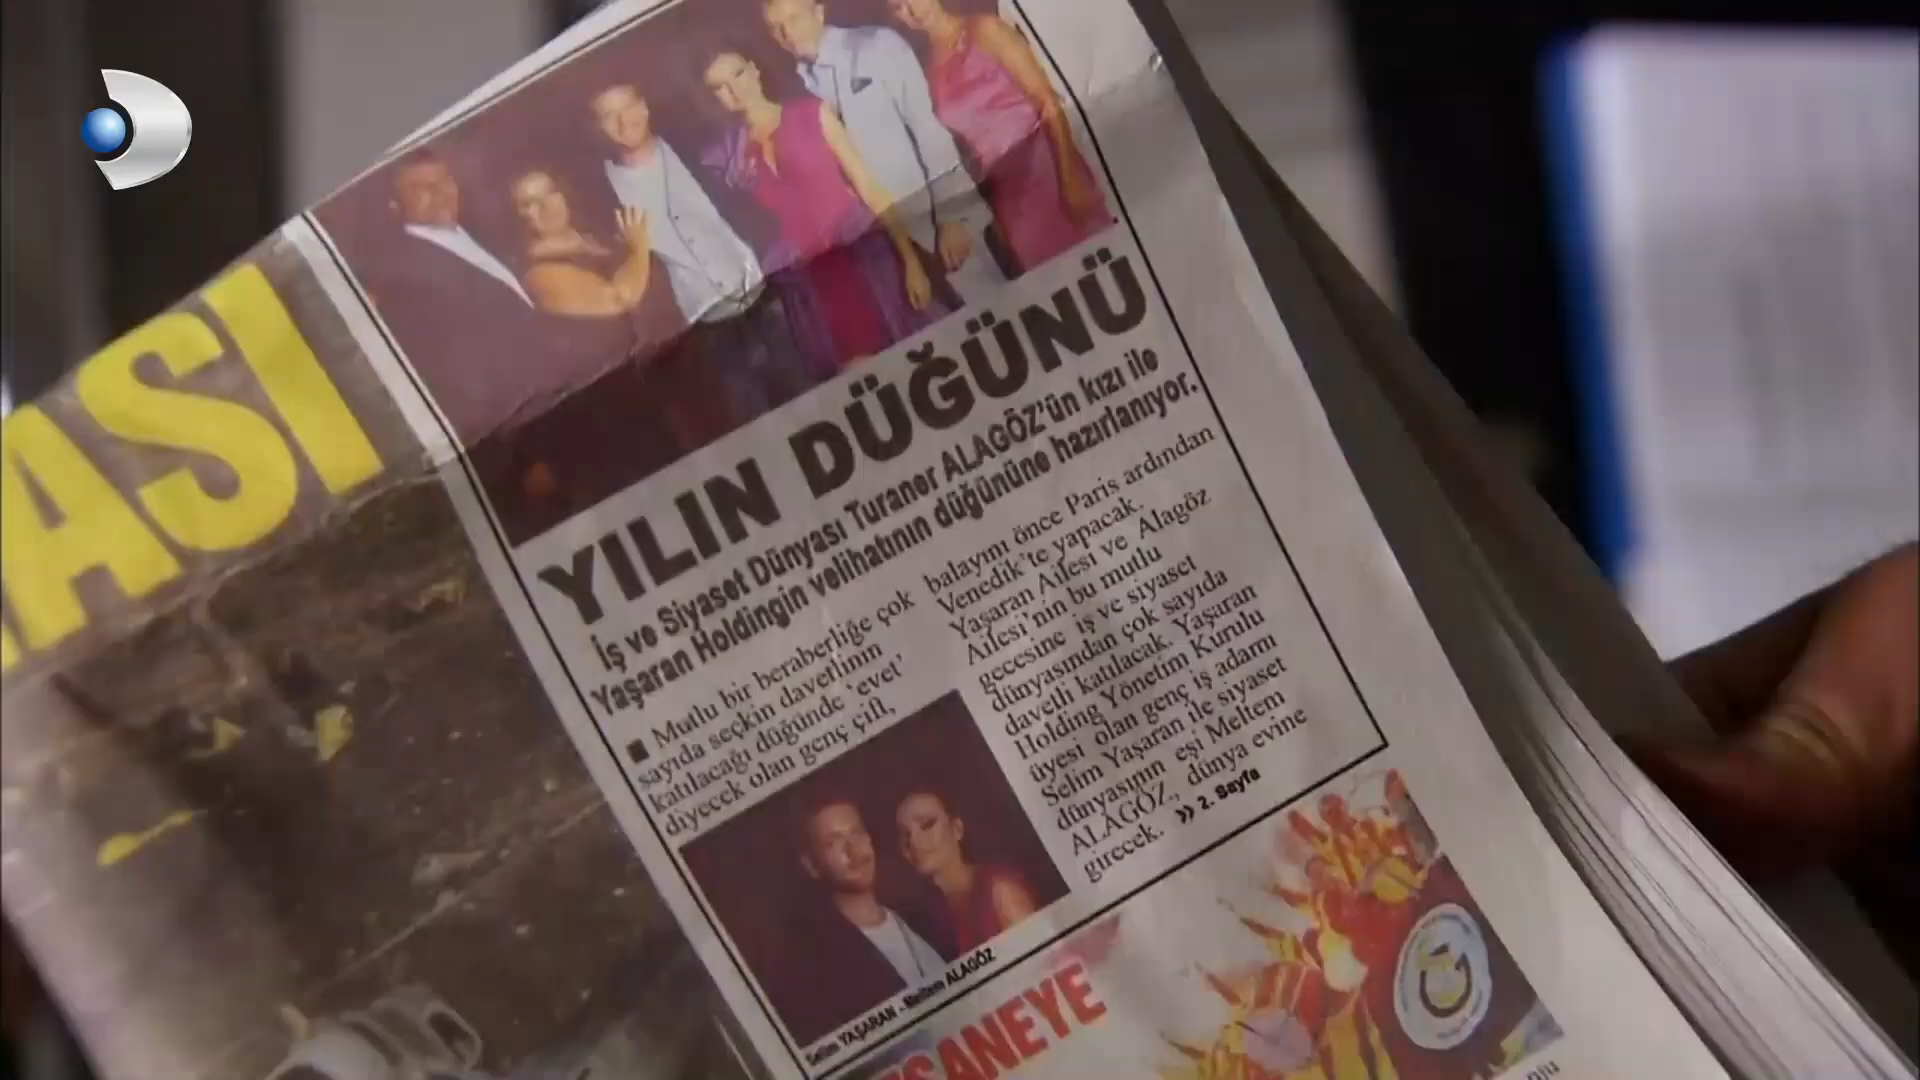 ASI
YILIN DÜĞÜNÜ
İş ve Siyaset Dünyası Turaner ALAGÖZ'ün kızı ile
Yaşaran Holdingin velihatının düğününe hazırlanıyor.
■ Mutlu bir beraberliğe çok
sayıda seçkin davetlinin
katılacağı düğünde 'evet'
diyecek olan genç çift,
balayını önce Paris ardından
Venedik'te yapacak.
Yaşaran Ailesi ve Alagöz
Ailesi'nin bu mutlu
gecesine iş ve siyaset
dünyasından çok sayıda
davetli katılacak. Yaşaran
Holding Yönetim Kurulu
üyesi olan genç iş adamı
Selim Yaşaran ile siyaset
dünyasının eşi Meltem
ALAGÖZ, dünya evine
girecek. » 2. Sayfa
Selim YAŞARAN - Meltem ALAGÖZ
SANEYE